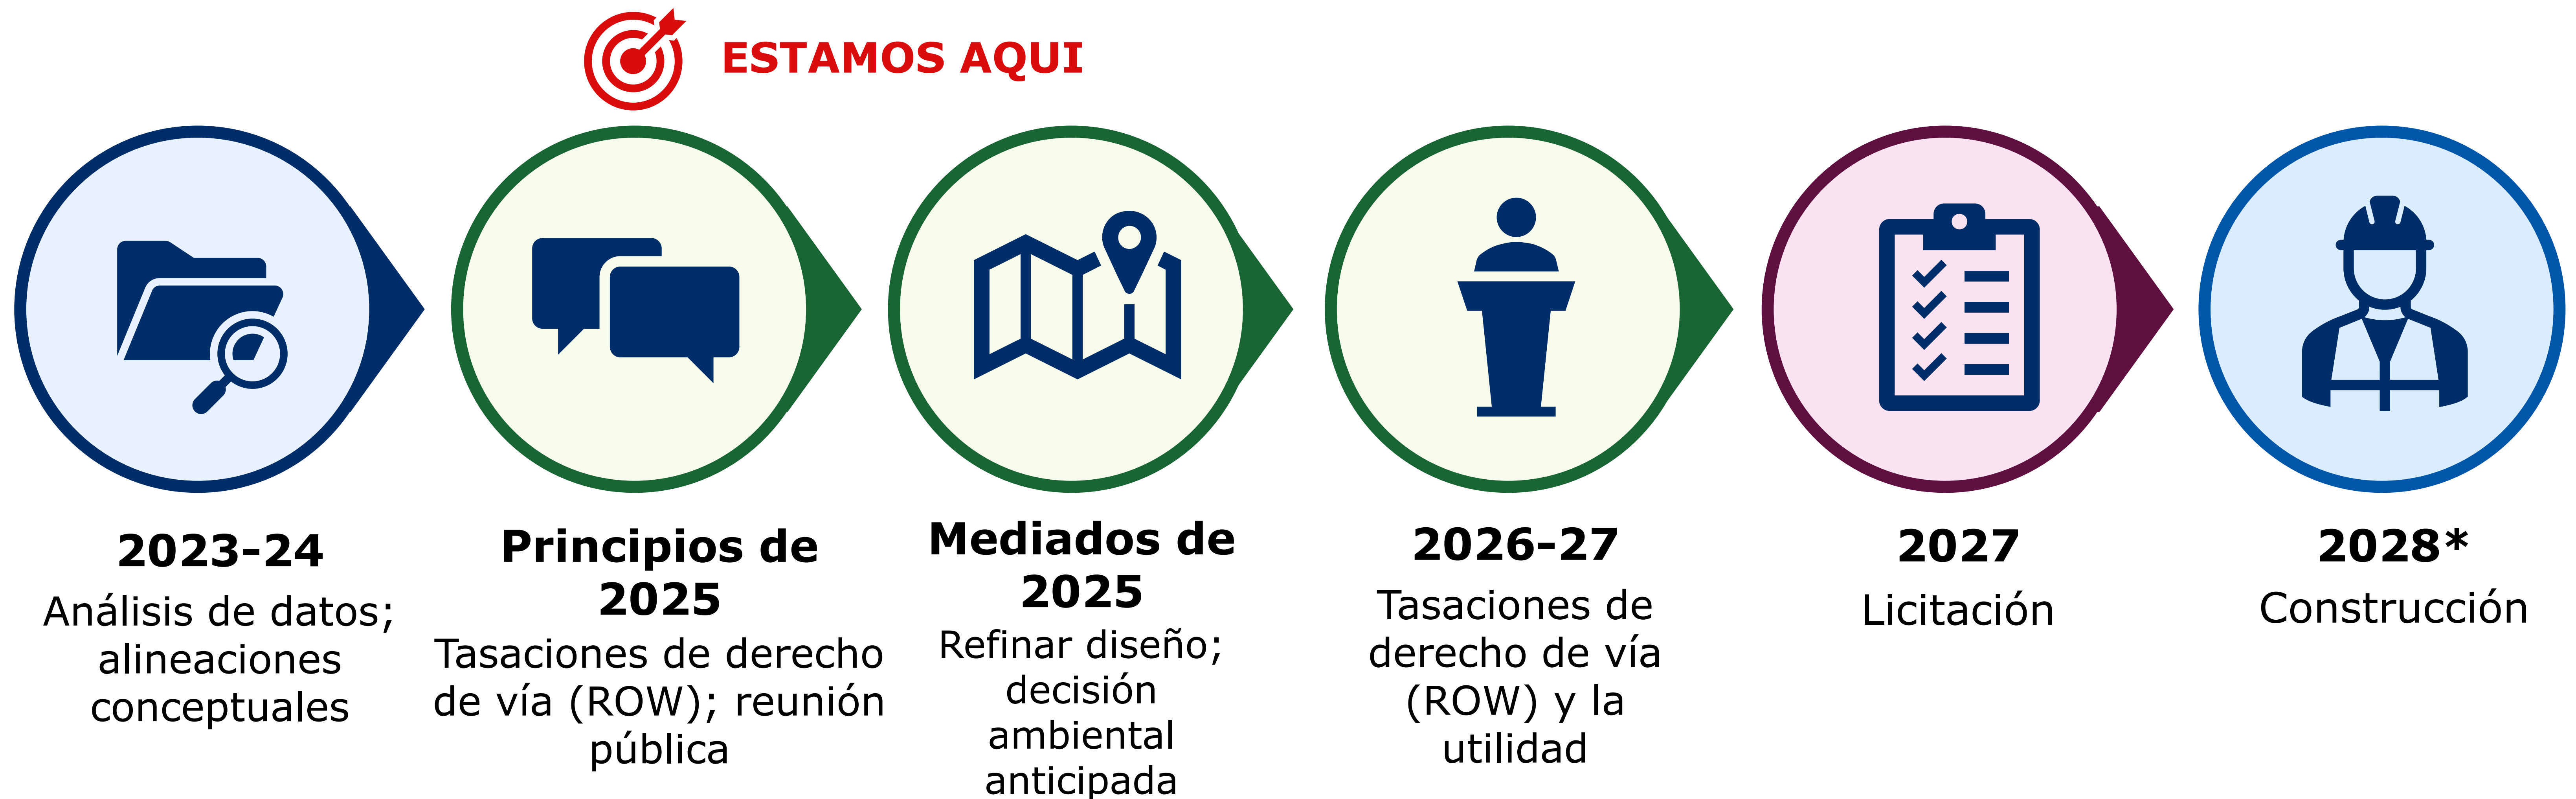 ESTAMOS AQUI
2023-24
Análisis de datos;
alineaciones
conceptuales
Principios de
2025
Tasaciones de derecho
de vía (ROW); reunión
pública
Mediados de
2025
Refinar diseño;
decisión
ambiental
anticipada
2026-27
Tasaciones de
derecho de vía
(ROW) y la
utilidad
2027
Licitación
2028*
Construcción